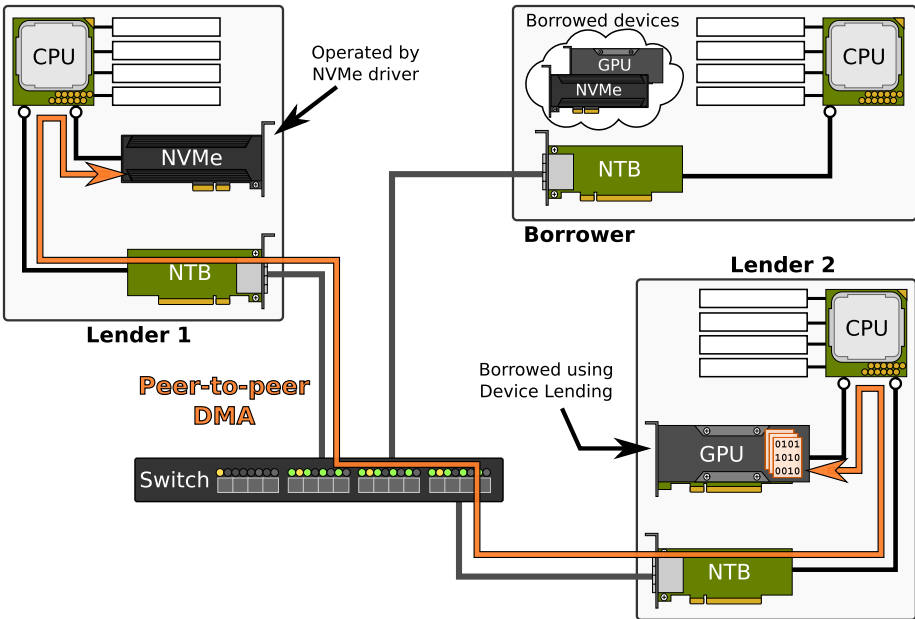 CPU
Operated by
NVMe driver
NVMe
NTB
Lender 1
Borrowed devices
GPU
NVMe
CPU
NTB
Borrower
Peer-to-peer
DMA
Switch
Lender 2
CPU
Borrowed using
Device Lending
GPU
0101
1010
0010
NTB